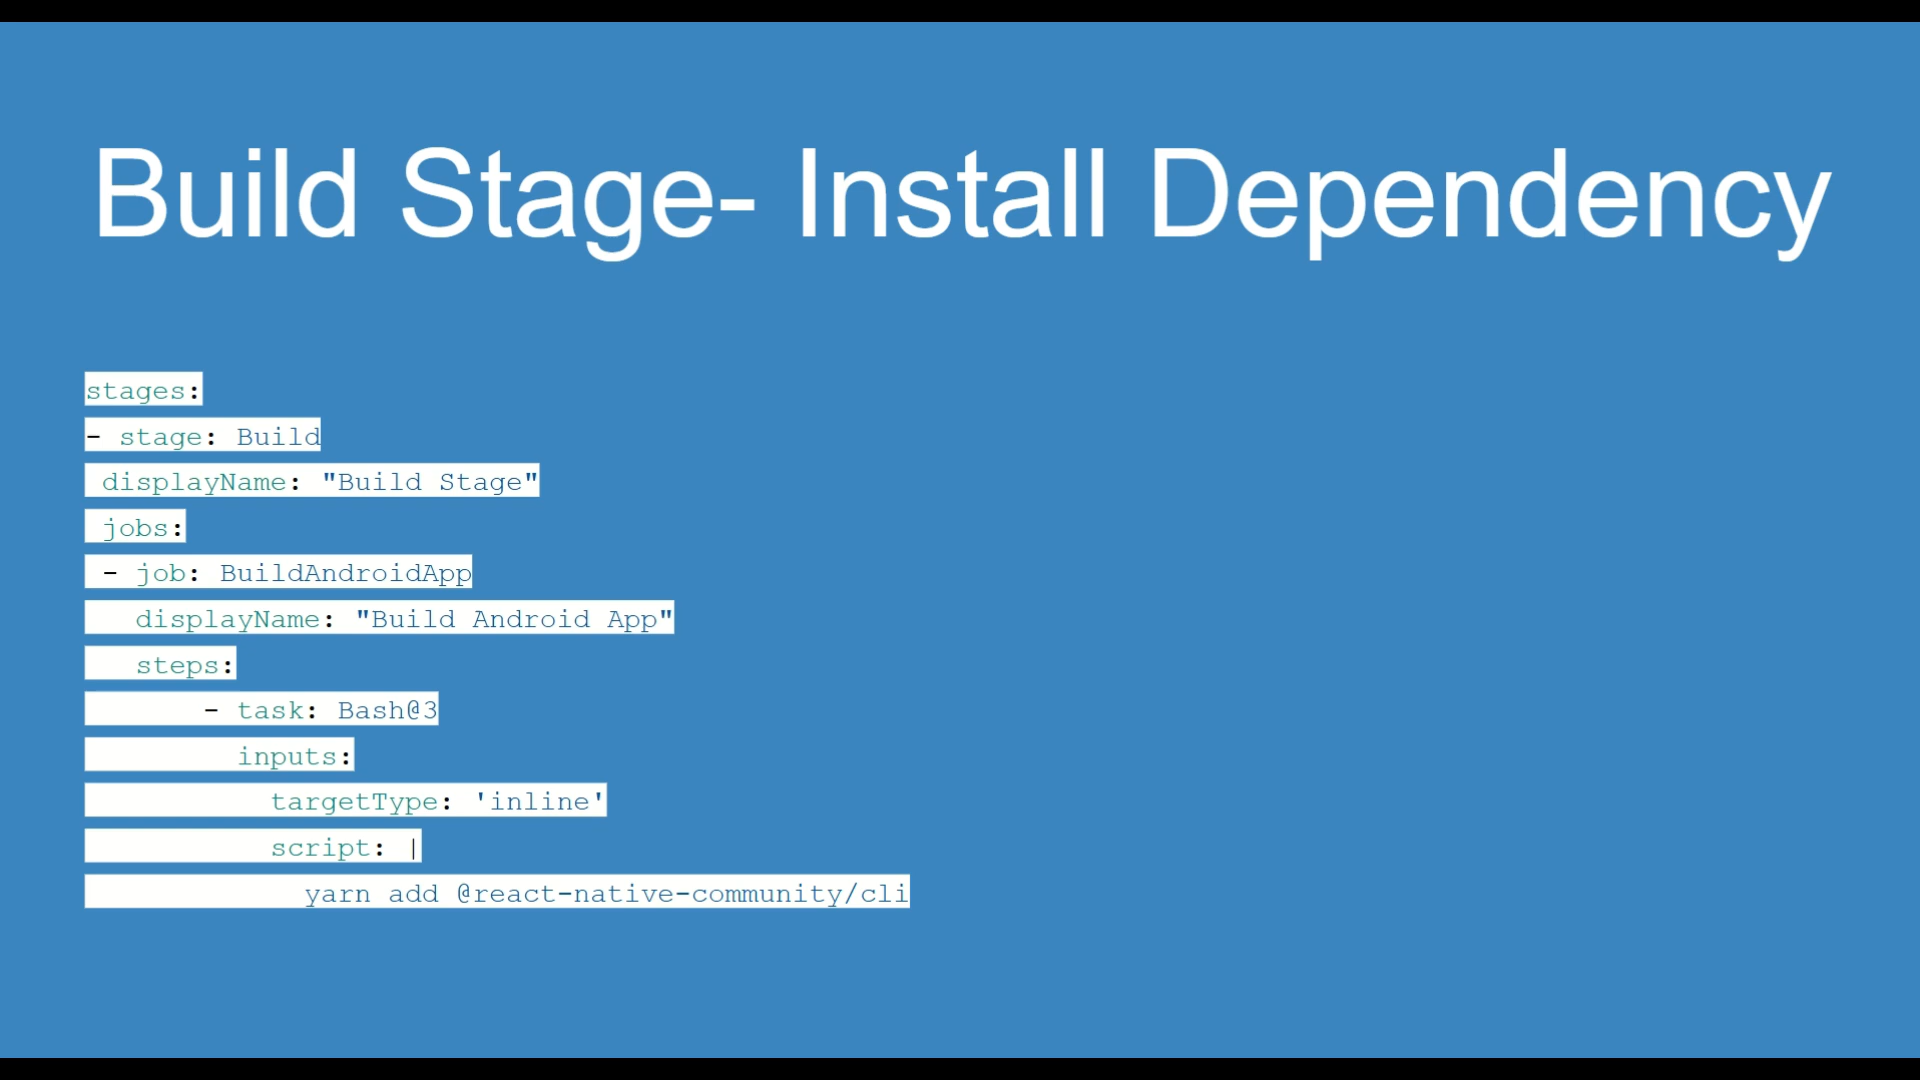 Build Stage- Install Dependency
stages:
- stage: Build
 displayName: "Build Stage"
 jobs:
 - job: BuildAndroidApp
   displayName: "Build Android App"
   steps:
       - task: Bash@3
         inputs:
           targetType: 'inline'
           script: |
             yarn add @react-native-community/cli